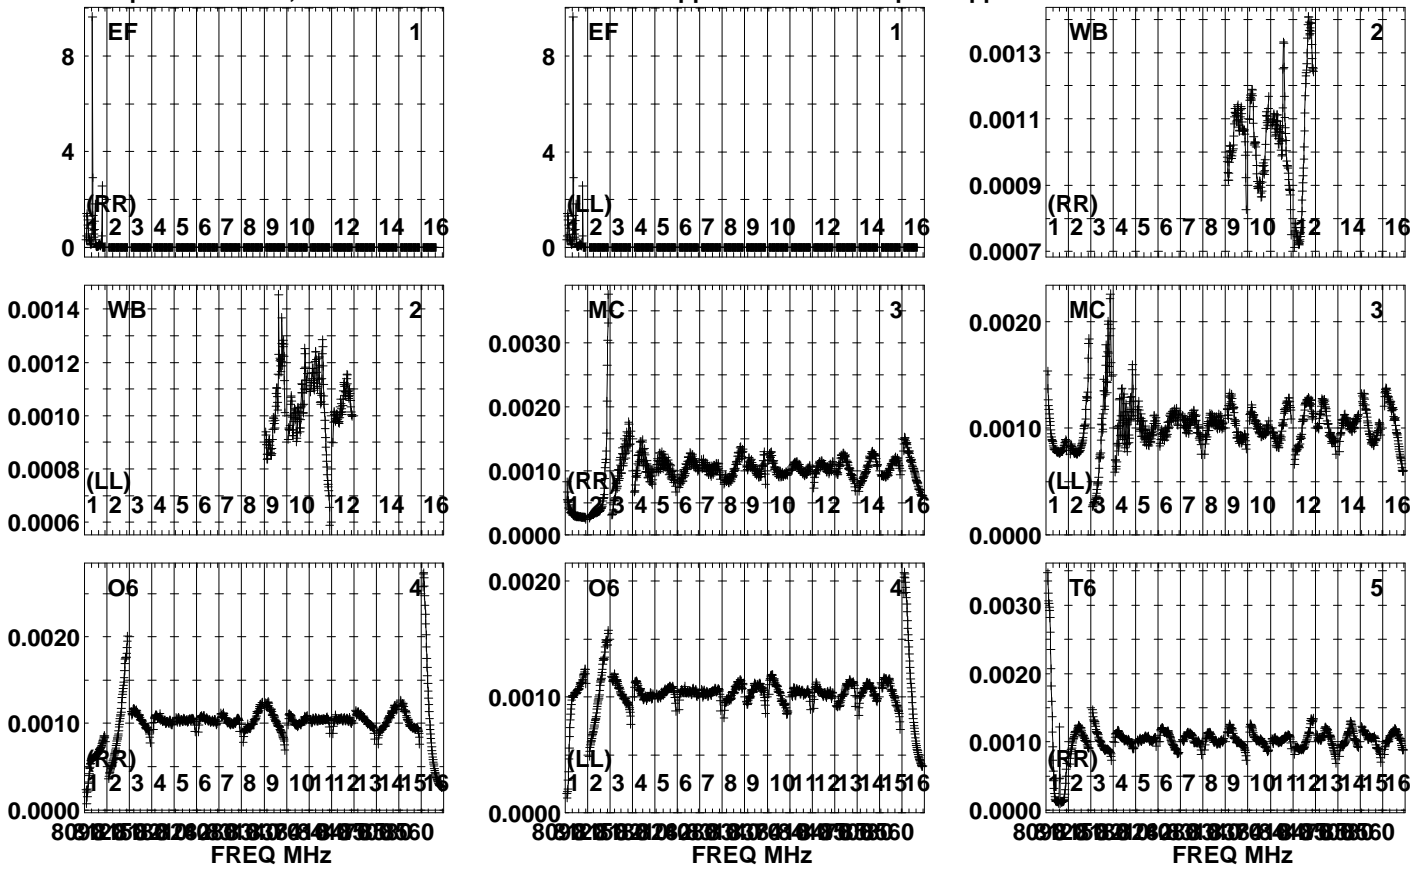 EF 1
8
4
0
(RR)
2 3 4 5 6 7 8 9 10 12 14 16
EF 1
8
4
0
(LL)
2 3 4 5 6 7 8 9 10 12 14 16
WB 2
0.0013
0.0011
0.0009
0.0007
(RR)
1 2 3 4 5 6 7 8 9 10 12 14 16
WB 2
0.0014
0.0012
0.0010
0.0008
0.0006
(LL)
1 2 3 4 5 6 7 8 9 10 12 14 16
MC 3
0.0030
0.0020
0.0010
0.0000
(RR)
1 2 3 4 5 6 7 8 9 10 12 14 16
MC 3
0.0020
0.0010
0.0000
(LL)
1 2 3 4 5 6 7 8 9 10 12 14 16
O6 4
0.0020
0.0010
0.0000
(RR)
1 2 3 4 5 6 7 8 9 10 11 12 13 14 15 16
FREQ MHz
O6 4
0.0020
0.0010
0.0000
(LL)
1 2 3 4 5 6 7 8 9 10 11 12 13 14 15 16
FREQ MHz
T6 5
0.0030
0.0020
0.0010
0.0000
(RR)
1 2 3 4 5 6 7 8 9 10 11 12 13 14 15 16
FREQ MHz